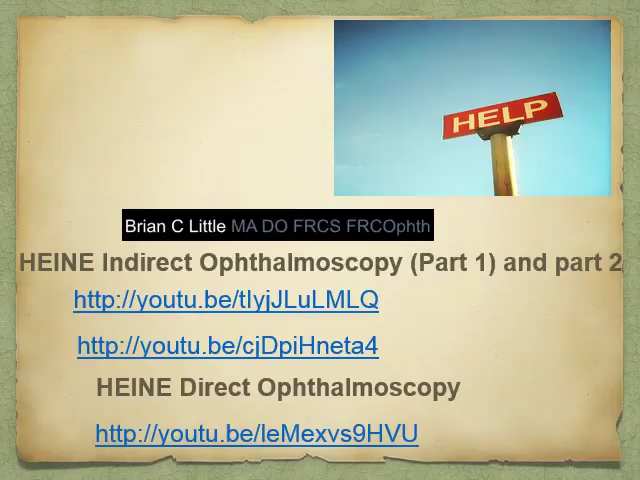 HELP
Brian C Little MA DO FRCS FRCOphth
HEINE Indirect Ophthalmoscopy (Part 1) and part 2
http://youtu.be/tIyjJLuLMLQ
http://youtu.be/cjDpiHneta4
HEINE Direct Ophthalmoscopy
http://youtu.be/leMexvs9HVU